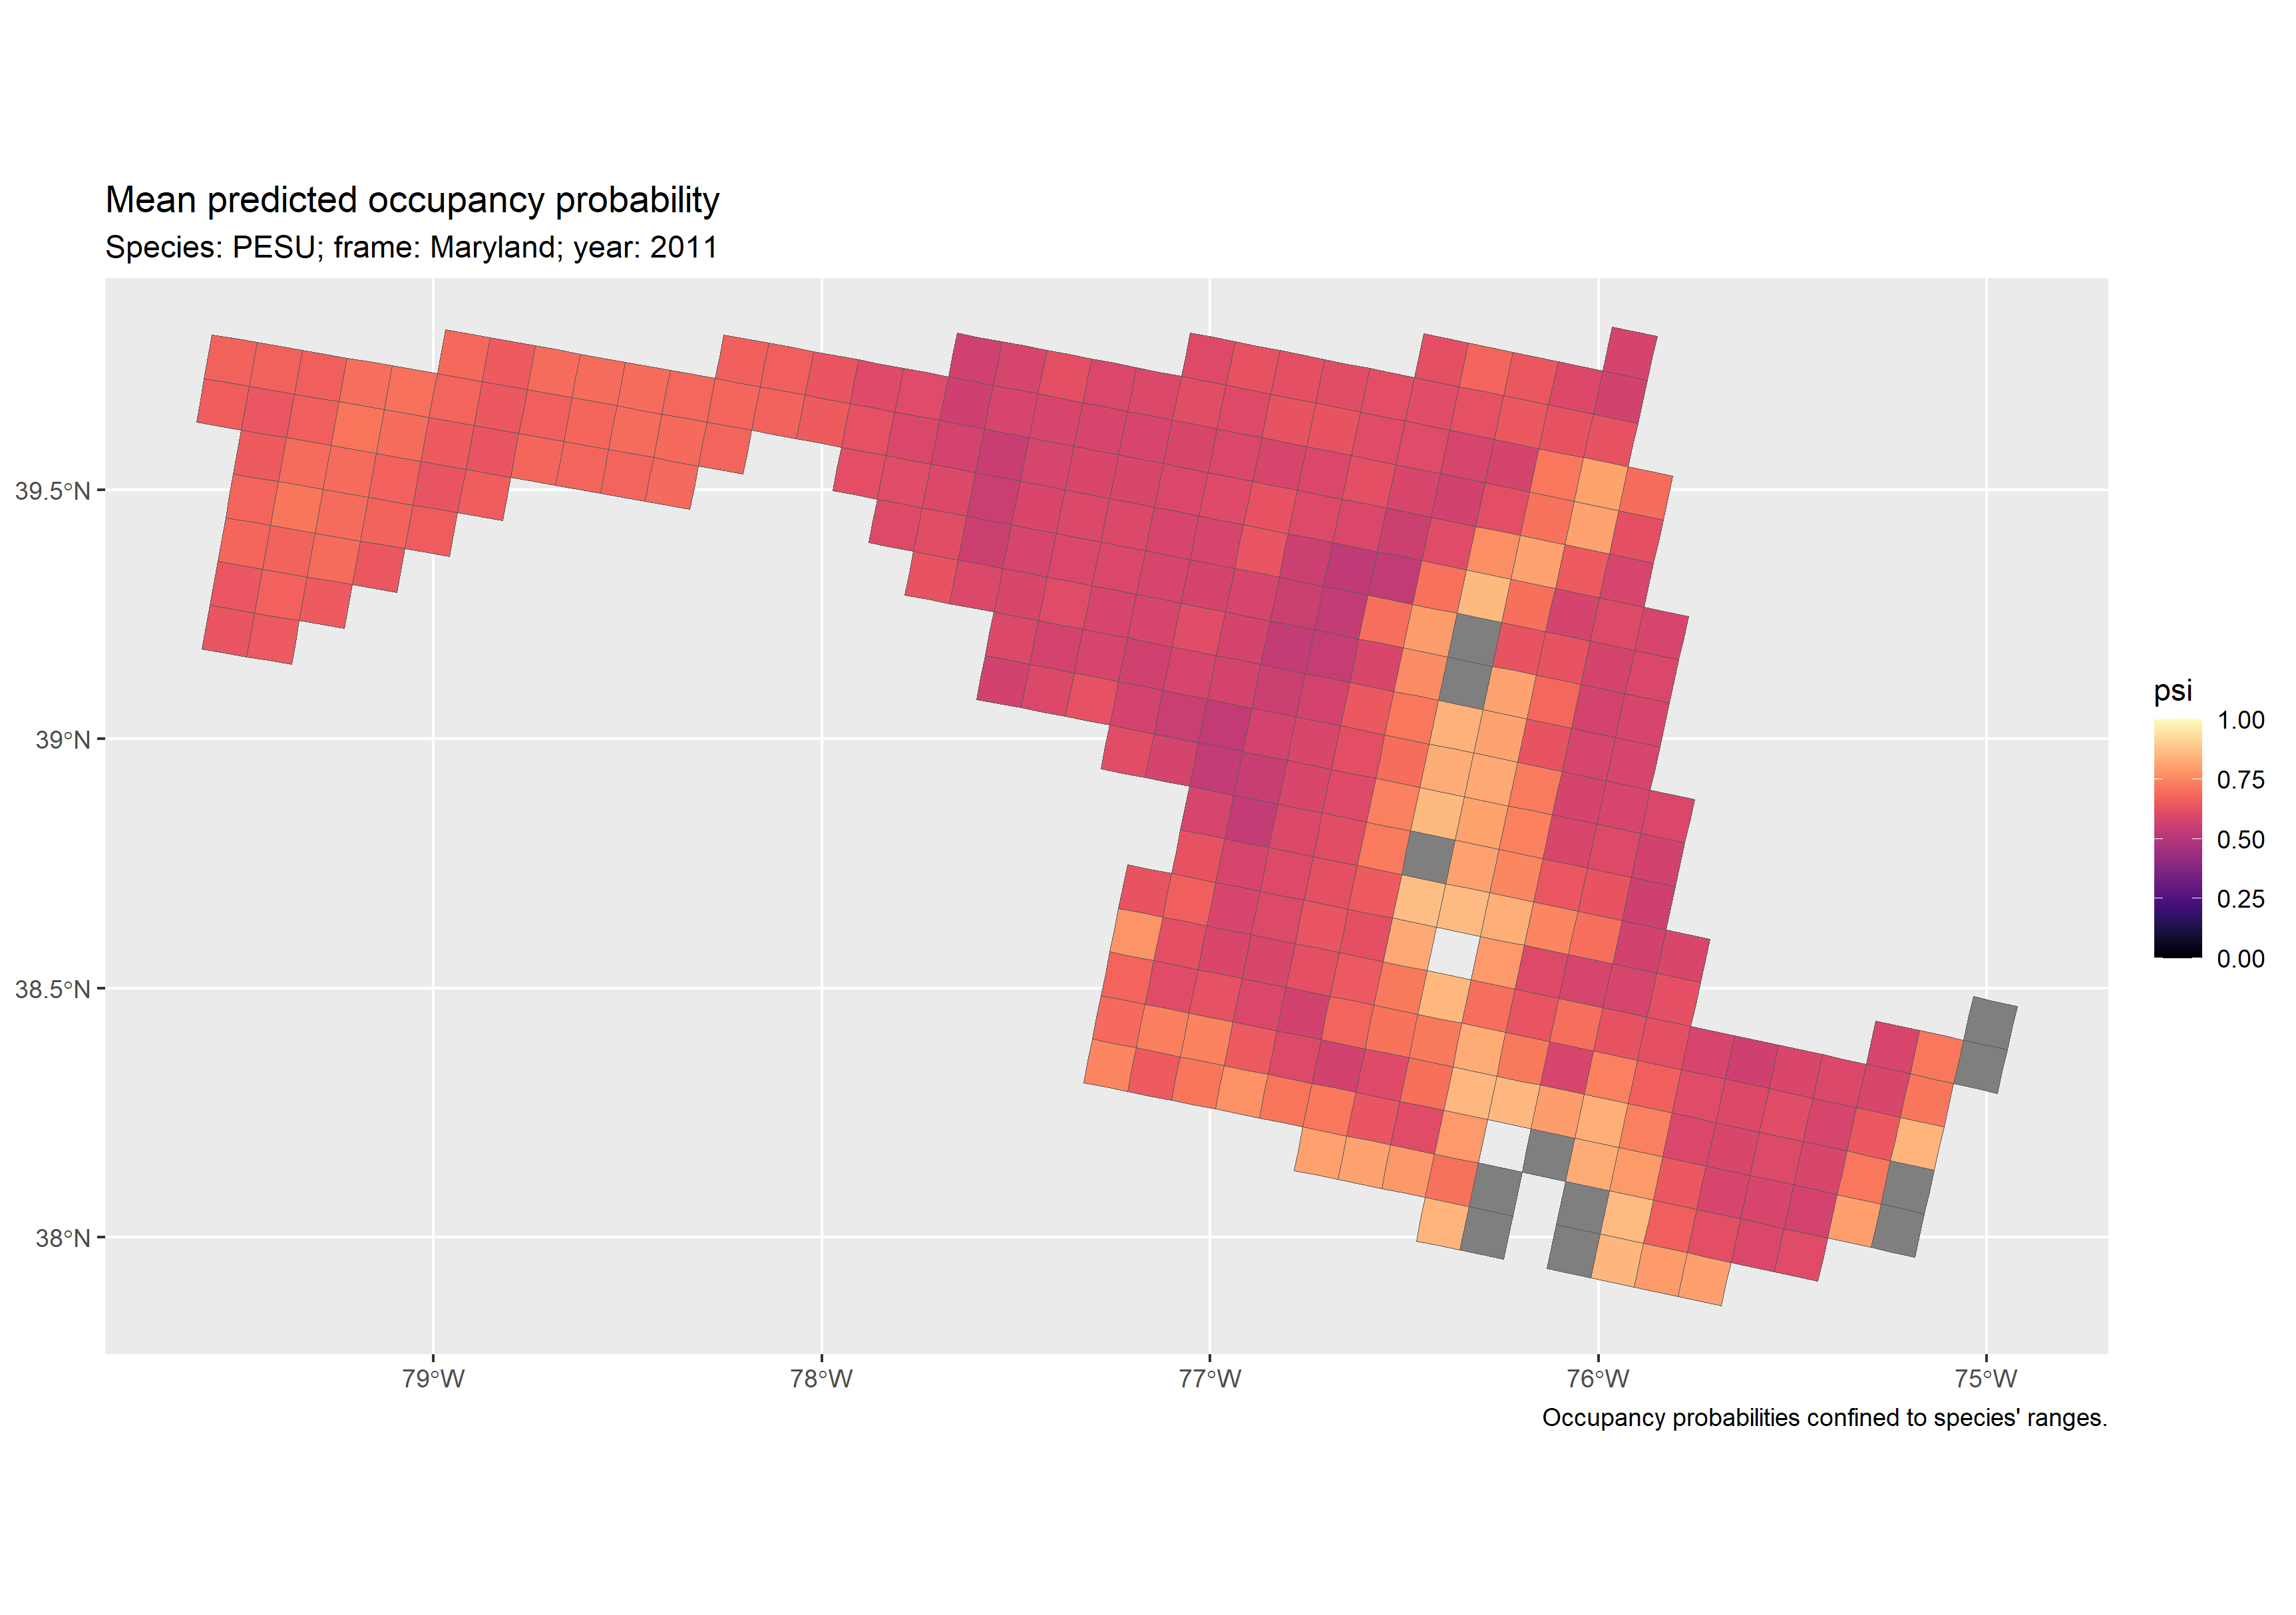 Mean predicted occupancy probability
Species: PESU; frame: Maryland; year: 2011
39.5°N
39°N
38.5°N
38°N
79°W
78°W
77°W
76°W
75°W
psi
1.00
0.75
0.50
0.25
0.00
Occupancy probabilities confined to species' ranges.